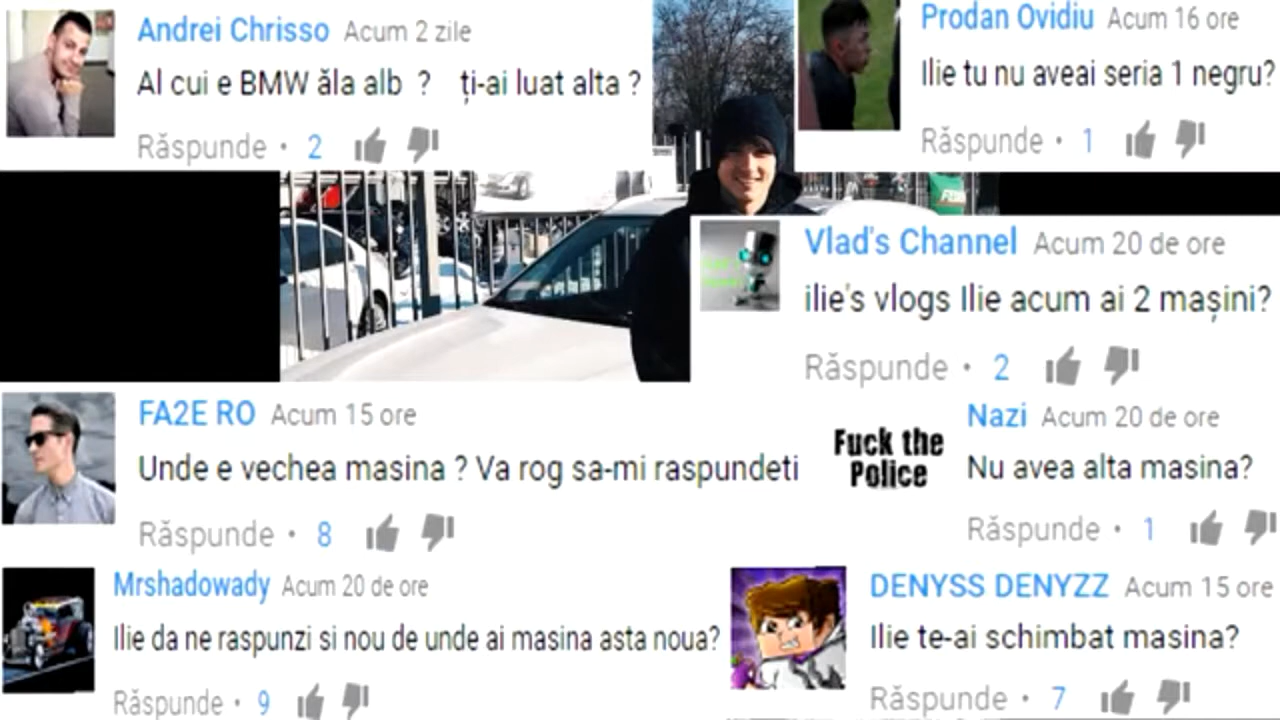 Andrei Chrisso Acum 2 zile
Al cui e BMW ăla alb ? ți-ai luat alta ?
Răspunde • 2
Prodan Ovidiu Acum 16 ore
Ilie tu nu aveai seria 1 negru?
Răspunde • 1
Vlad's Channel Acum 20 de ore
ilie's vlogs Ilie acum ai 2 mașini?
Răspunde • 2
FA2E RO Acum 15 ore
Unde e vechea masina ? Va rog sa-mi raspundeti
Răspunde • 8
Fuck the
Police
Nazi Acum 20 de ore
Nu avea alta masina?
Răspunde • 1
Mrshadowady Acum 20 de ore
Ilie da ne raspunzi si nou de unde ai masina asta noua?
Răspunde • 9
DENYSS DENYZZ Acum 15 ore
Ilie te-ai schimbat masina?
Răspunde • 7